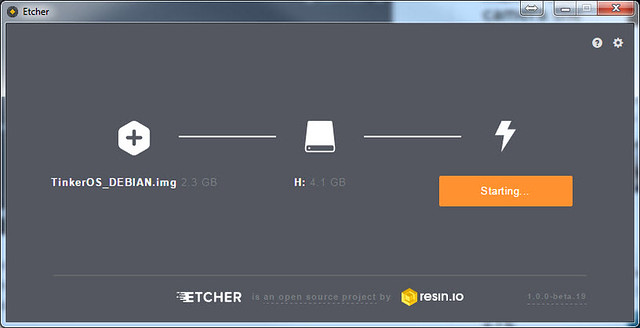 Etcher
TinkerOS_DEBIAN.img 2.3 GB
H: 4.1 GB
Starting...
ETCHER is an open source project by resin.io
1.0.0-beta.19